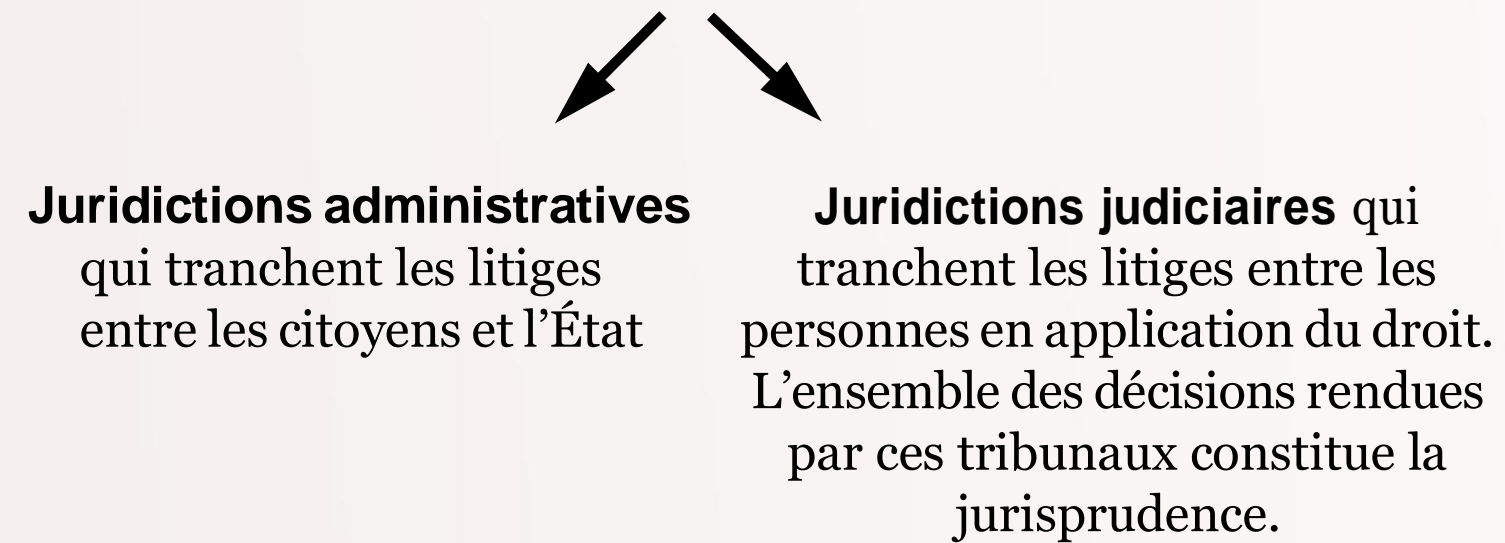 Juridictions administratives
qui tranchent les litiges
entre les citoyens et l’État
Juridictions judiciaires qui
tranchent les litiges entre les
personnes en application du droit.
L’ensemble des décisions rendues
par ces tribunaux constitue la
jurisprudence.